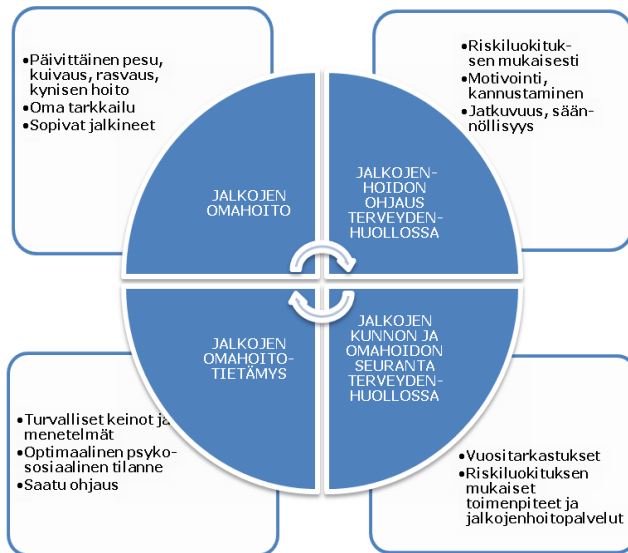 •Päivittäinen pesu,
kuivaus, rasvaus,
kynisen hoito
•Oma tarkkailu
•Sopivat jalkineet
•Riskiluokituk-
sen mukaisesti
•Motivointi,
kannustaminen
•Jatkuvuus, sään-
nöllisyys
JALKOJEN
OMAHOITO
JALKOJEN-
HOIDON
OHJAUS
TERVEYDEN-
HUOLLOSSA
JALKOJEN
OMAHOITO-
TIETÄMYS
JALKOJEN
KUNNON JA
OMAHOIDON
SEURANTA
TERVEYDEN-
HUOLLOSSA
•Turvalliset keinot ja
menetelmät
•Optimaalinen psyko-
sosiaalinen tilanne
•Saatu ohjaus
•Vuositarkastukset
•Riskiluokituksen
mukaiset
toimenpiteet ja
jalkojenhoitopalvelut